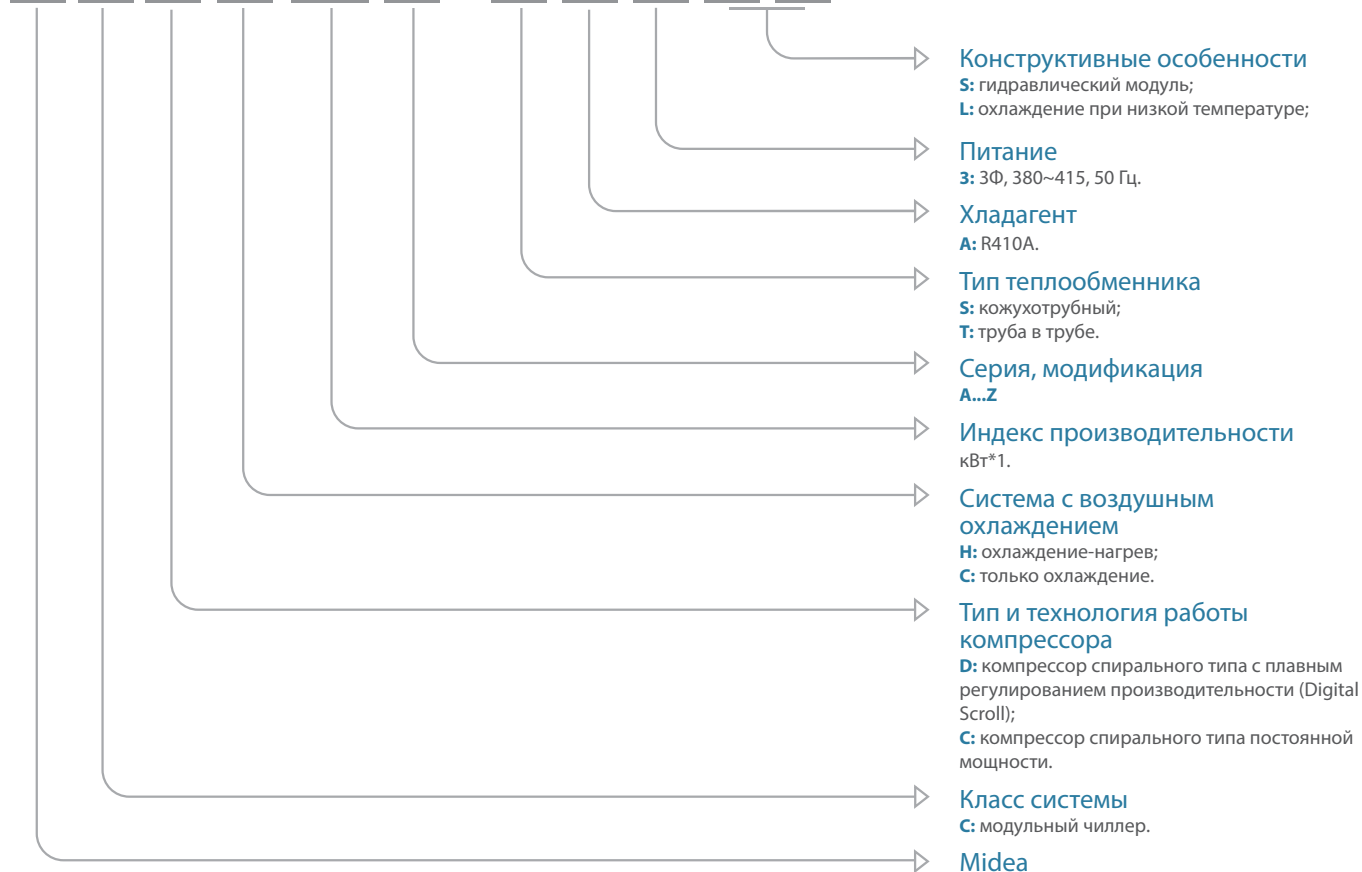 Конструктивные особенности
S: гидравлический модуль;
L: охлаждение при низкой температуре;
Питание
3: 3Ф, 380~415, 50 Гц.
Хладагент
A: R410A.
Тип теплообменника
S: кожухотрубный;
T: труба в трубе.
Серия, модификация
A...Z
Индекс производительности
кВт*1.
Система с воздушным
охлаждением
H: охлаждение-нагрев;
C: только охлаждение.
Тип и технология работы
компрессора
D: компрессор спирального типа с плавным
регулированием производительности (Digital
Scroll);
C: компрессор спирального типа постоянной
мощности.
Класс системы
C: модульный чиллер.
Midea